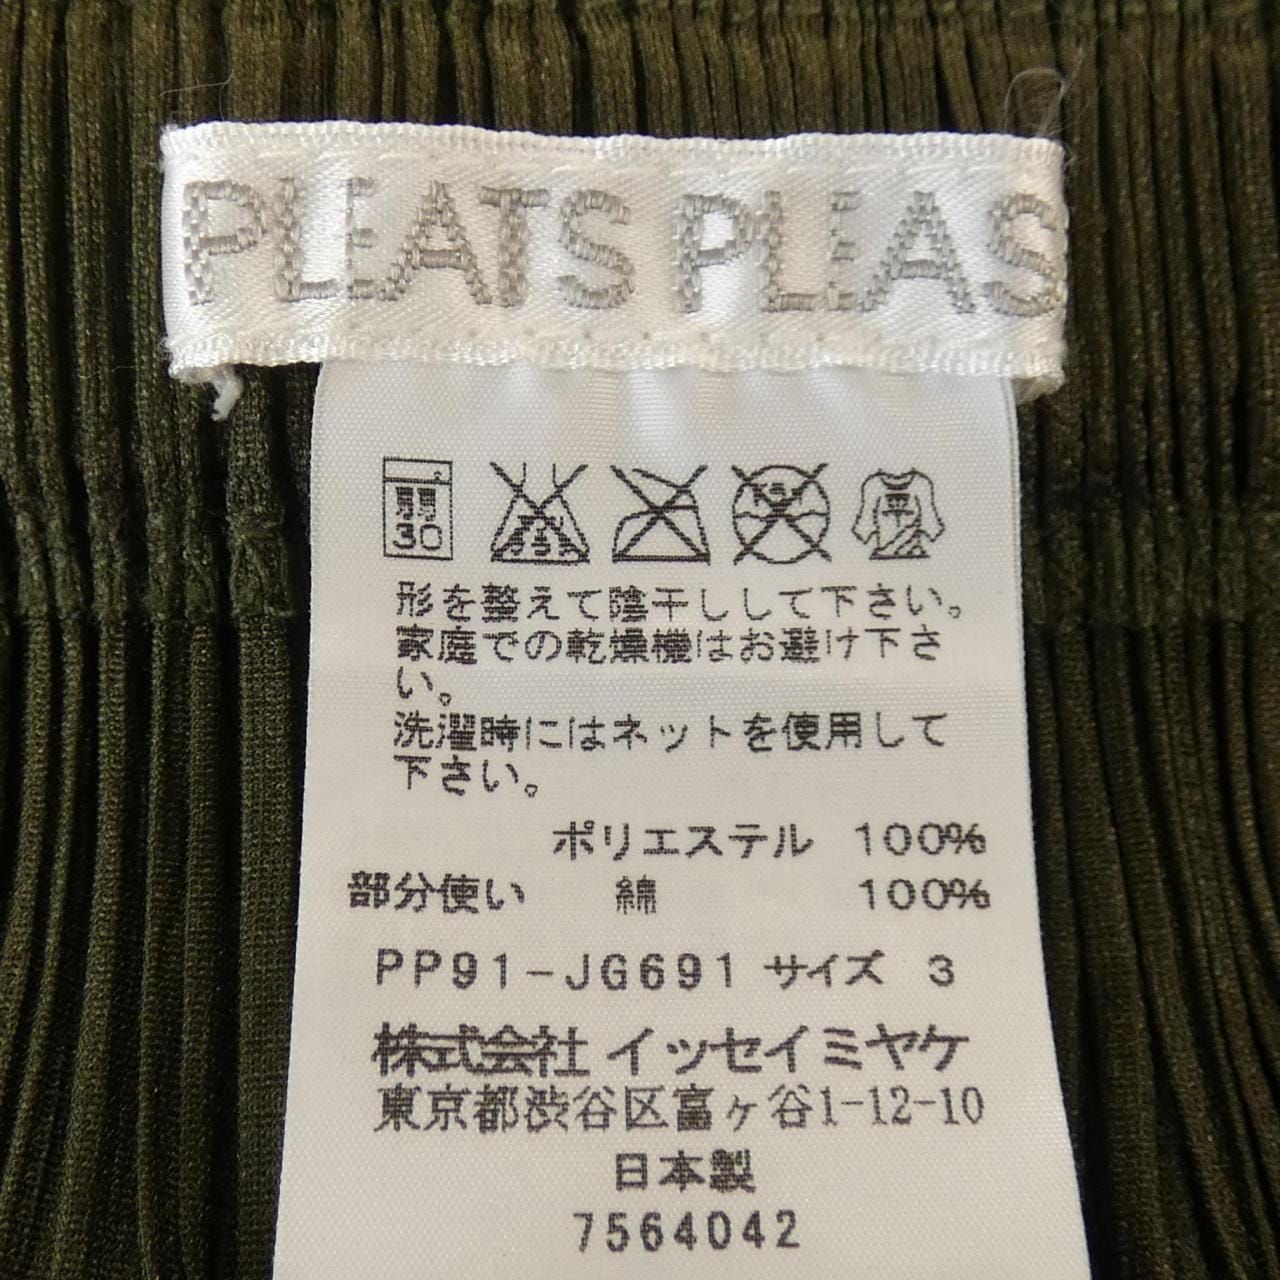 PLEATS PLEAS
弱
30
形を整えて陰干ししして下さい。
家庭での乾燥機はお避け下さ
い。
洗濯時にはネットを使用して
下さい。
ポリエステル 100%
部分使い 綿 100%
PP91-JG691 サイズ 3
株式会社 イッセイミヤケ
東京都渋谷区富ヶ谷1-12-10
日本製
7564042